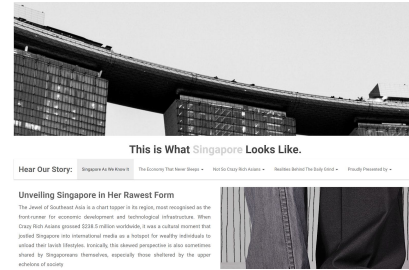 This is What Singapore Looks Like.
Hear Our Story: Singapore As We Know It The Economy That Never Sleeps Not So Crazy Rich Asians Realities Behind The Daily Grind Proudly Presented by
Unveiling Singapore in Her Rawest Form
The Jewel of Southeast Asia is a chart topper in its region, most recognised as the
front-runner for economic development and technological infrastructure. When
Crazy Rich Asians grossed $238.5 million worldwide, it was a cultural moment that
jostled Singapore into international media as a hotspot for wealthy individuals to
unload their lavish lifestyles. Ironically, this skewed perspective is also sometimes
shared by Singaporeans themselves, especially those sheltered by the upper
echelons of society.